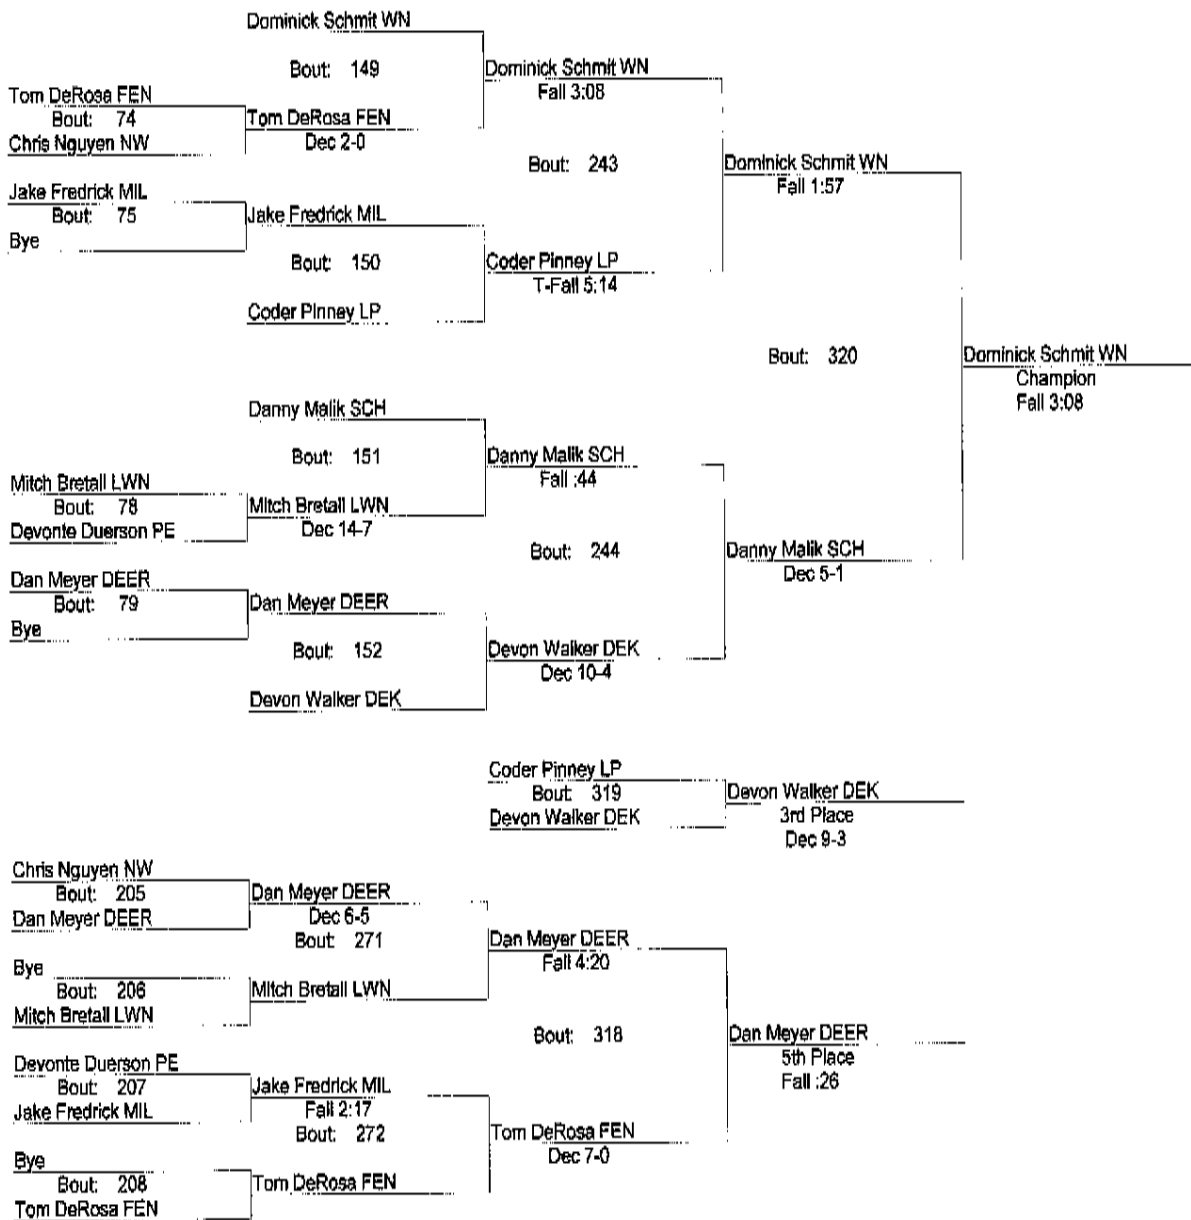 Dominick Schmit WN
Bout: 149
Dominick Schmit WN
Fall 3:08
Tom DeRosa FEN
Bout: 74
Chris Nguyen NW
Tom DeRosa FEN
Dec 2-0
Bout: 243
Dominick Schmit WN
Fall 1:57
Jake Fredrick MIL
Bout: 75
Bye
Jake Fredrick MIL
Bout: 150
Coder Pinney LP
T-Fall 5:14
Coder Pinney LP
Bout: 320
Dominick Schmit WN
Champion
Fall 3:08
Danny Malik SCH
Bout: 151
Danny Malik SCH
Fall :44
Mitch Bretall LWN
Bout: 78
Devonte Duerson PE
Mitch Bretall LWN
Dec 14-7
Bout: 244
Danny Malik SCH
Dec 5-1
Dan Meyer DEER
Bout: 79
Bye
Dan Meyer DEER
Bout: 152
Devon Walker DEK
Dec 10-4
Devon Walker DEK
Coder Pinney LP
Bout: 319
Devon Walker DEK
Devon Walker DEK
3rd Place
Dec 9-3
Chris Nguyen NW
Bout: 205
Dan Meyer DEER
Dan Meyer DEER
Dec 6-5
Bout: 271
Dan Meyer DEER
Fall 4:20
Bye
Bout: 206
Mitch Bretall LWN
Mitch Bretall LWN
Bout: 318
Dan Meyer DEER
5th Place
Fall :26
Devonte Duerson PE
Bout: 207
Jake Fredrick MIL
Jake Fredrick MIL
Fall 2:17
Bout: 272
Tom DeRosa FEN
Dec 7-0
Bye
Bout: 208
Tom DeRosa FEN
Tom DeRosa FEN